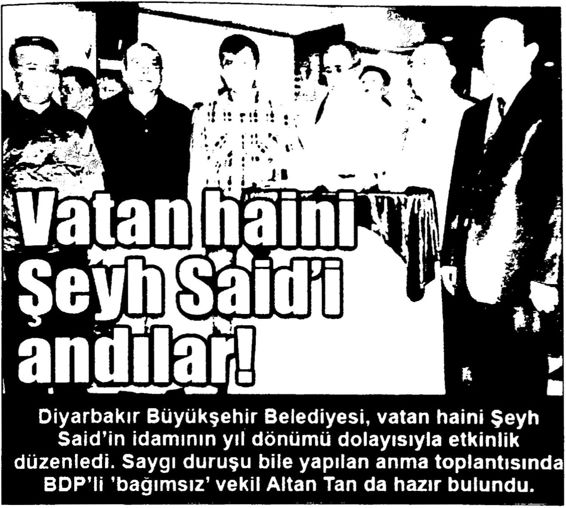 Vatan haini
Şeyh Said'i
andılar!
Diyarbakır Büyükşehir Belediyesi, vatan haini Şeyh
Said'in idamının yıl dönümü dolayısıyla etkinlik
düzenledi. Saygı duruşu bile yapılan anma toplantısında
BDP'li 'bağımsız' vekil Altan Tan da hazır bulundu.